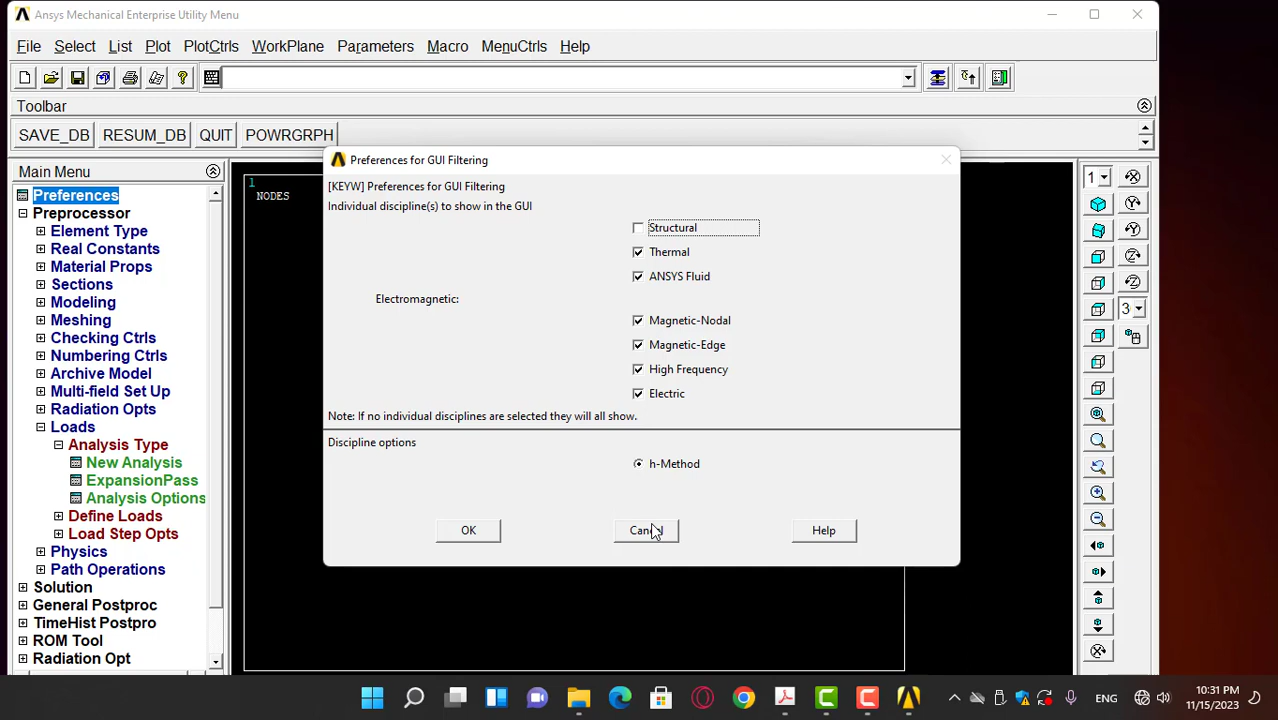 Ansys Mechanical Enterprise Utility Menu
File Select List Plot PlotCtrls WorkPlane Parameters Macro MenuCtrls Help
Toolbar
SAVE_DB RESUM_DB QUIT POWRGRPH
Main Menu
Preferences
Preprocessor
Element Type
Real Constants
Material Props
Sections
Modeling
Meshing
Checking Ctrls
Numbering Ctrls
Archive Model
Multi-field Set Up
Radiation Opts
Loads
Analysis Type
New Analysis
ExpansionPass
Analysis Options
Define Loads
Load Step Opts
Physics
Path Operations
Solution
General Postproc
TimeHist Postpro
ROM Tool
Radiation Opt
1
NODES
Preferences for GUI Filtering
[KEYW] Preferences for GUI Filtering
Individual discipline(s) to show in the GUI
Structural
Thermal
ANSYS Fluid
Electromagnetic:
Magnetic-Nodal
Magnetic-Edge
High Frequency
Electric
Note: If no individual disciplines are selected they will all show.
Discipline options
h-Method
OK Cancel Help
1
3
ENG
10:31 PM
11/15/2023